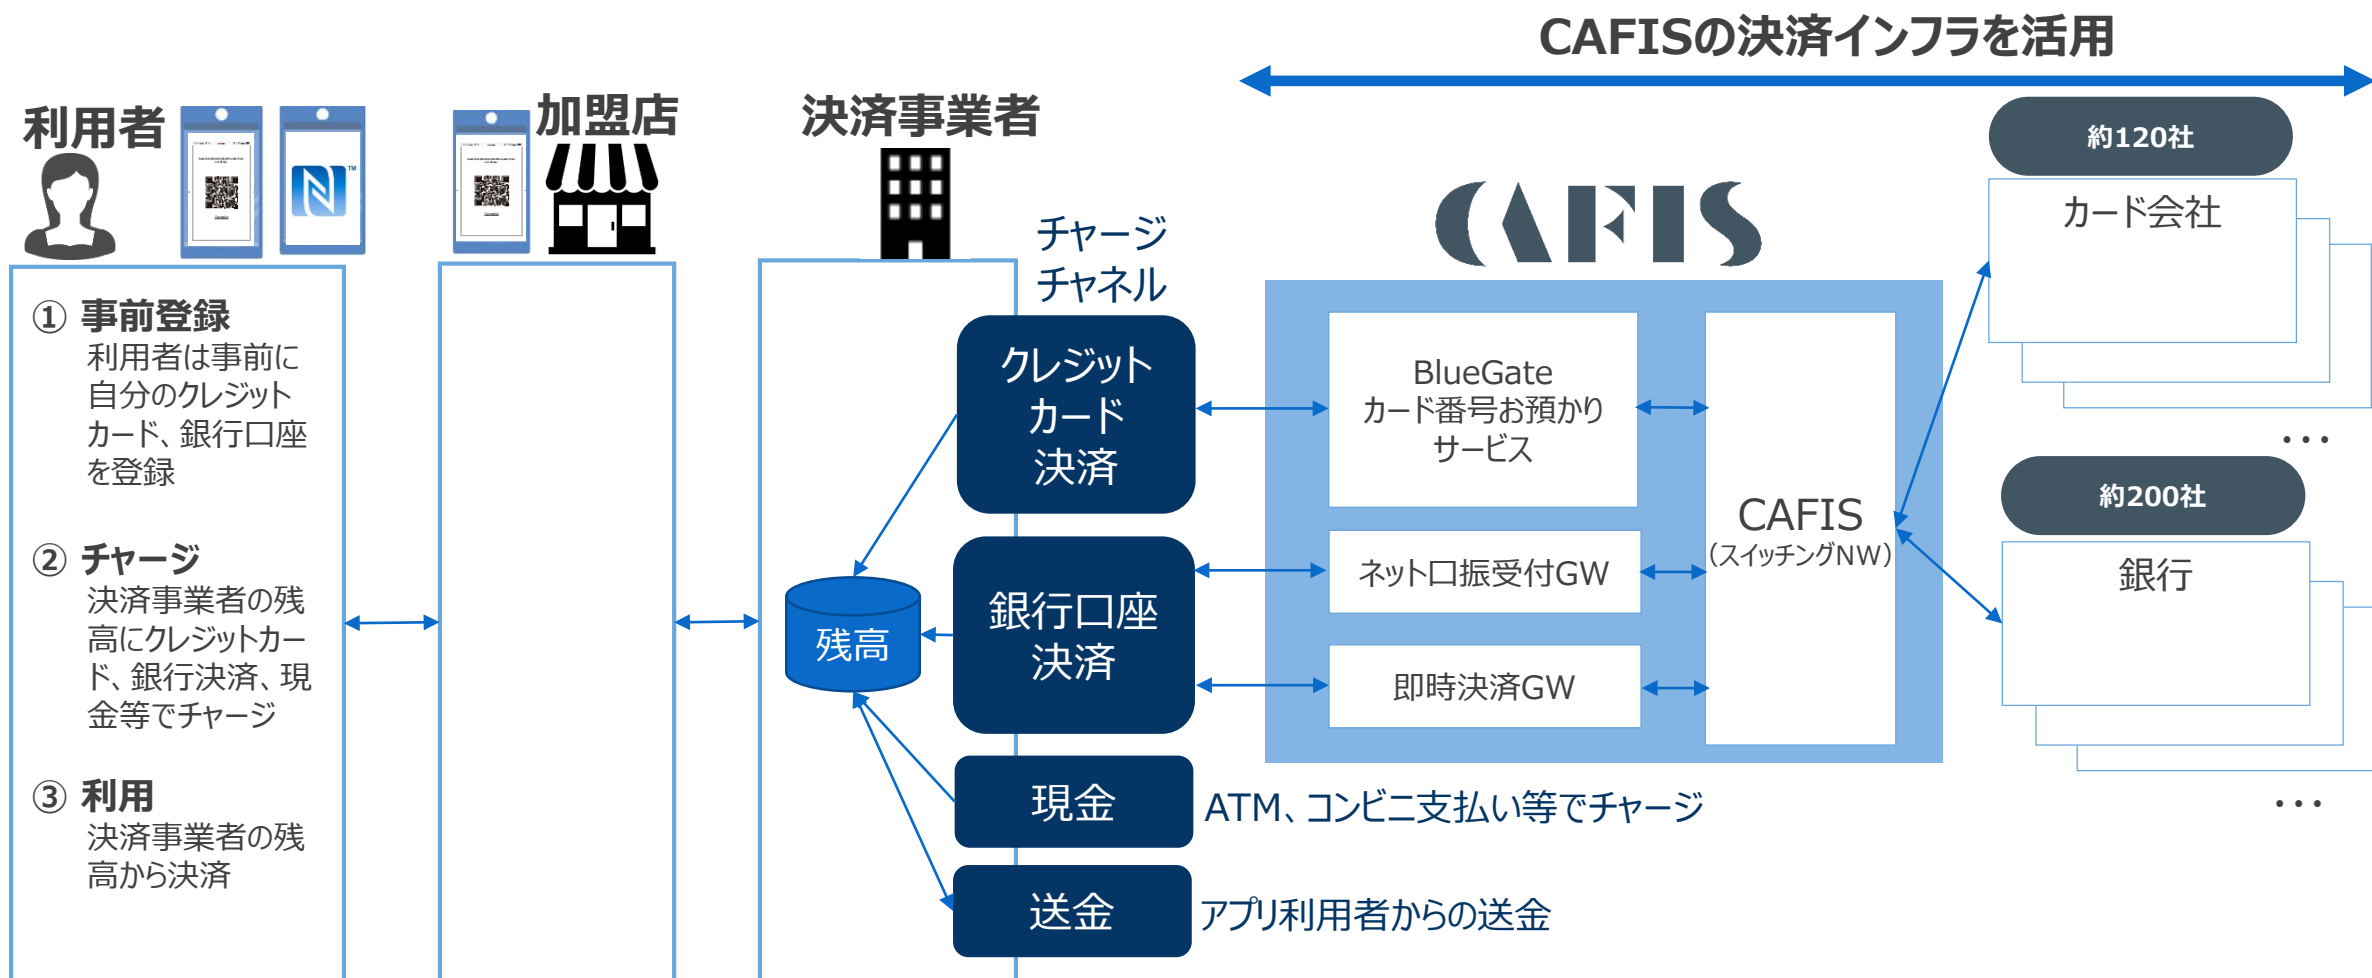 CAFISの決済インフラを活用
利用者
加盟店
決済事業者
① 事前登録
利用者は事前に
自分のクレジット
カード、銀行口座
を登録
② チャージ
決済事業者の残
高にクレジットカー
ド、銀行決済、現
金等でチャージ
③ 利用
決済事業者の残
高から決済
残高
チャージ
チャネル
クレジット
カード
決済
銀行口座
決済
現金
ATM、コンビニ支払い等でチャージ
送金
アプリ利用者からの送金
CAFIS
BlueGate
カード番号お預かり
サービス
ネット口振受付GW
即時決済GW
CAFIS
(スイッチングNW)
約120社
カード会社
・・・
約200社
銀行
・・・